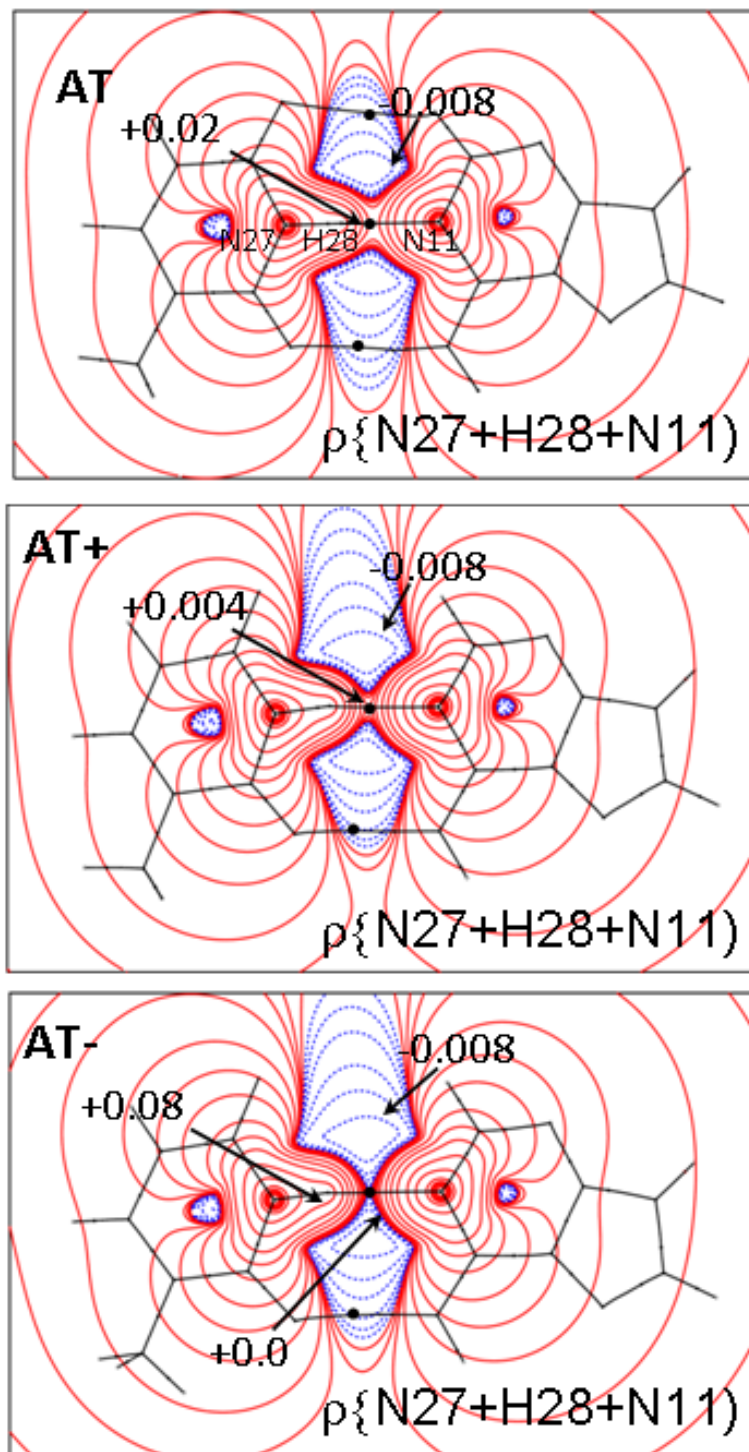 AT
-0.008
+0.02
N27 H28 N11
ρ{N27+H28+N11)
AT+
-0.008
+0.004
ρ{N27+H28+N11)
AT-
-0.008
+0.08
+0.0
ρ{N27+H28+N11)